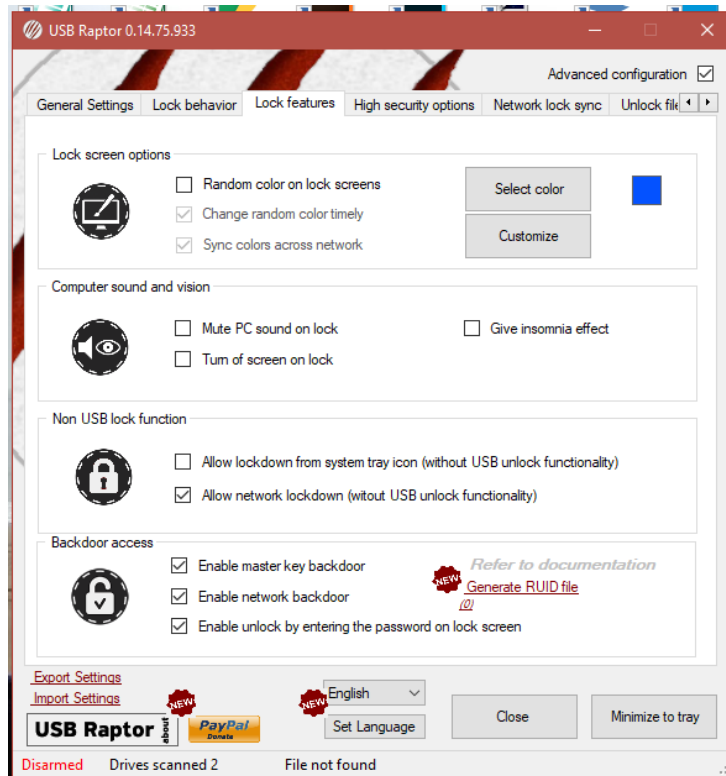 USB Raptor 0.14.75.933
Advanced configuration
General Settings Lock behavior Lock features High security options Network lock sync Unlock file
Lock screen options
Random color on lock screens
Select color
Change random color timely
Sync colors across network
Customize
Computer sound and vision
Mute PC sound on lock
Give insomnia effect
Turn of screen on lock
Non USB lock function
Allow lockdown from system tray icon (without USB unlock functionality)
Allow network lockdown (witout USB unlock functionality)
Backdoor access
Enable master key backdoor
Refer to documentation
NEW
Generate RUID file
(0)
Enable network backdoor
Enable unlock by entering the password on lock screen
Export Settings
Import Settings
NEW
NEW
English
USB Raptor about
PayPal
Donate
Set Language
Close
Minimize to tray
Disarmed Drives scanned 2 File not found